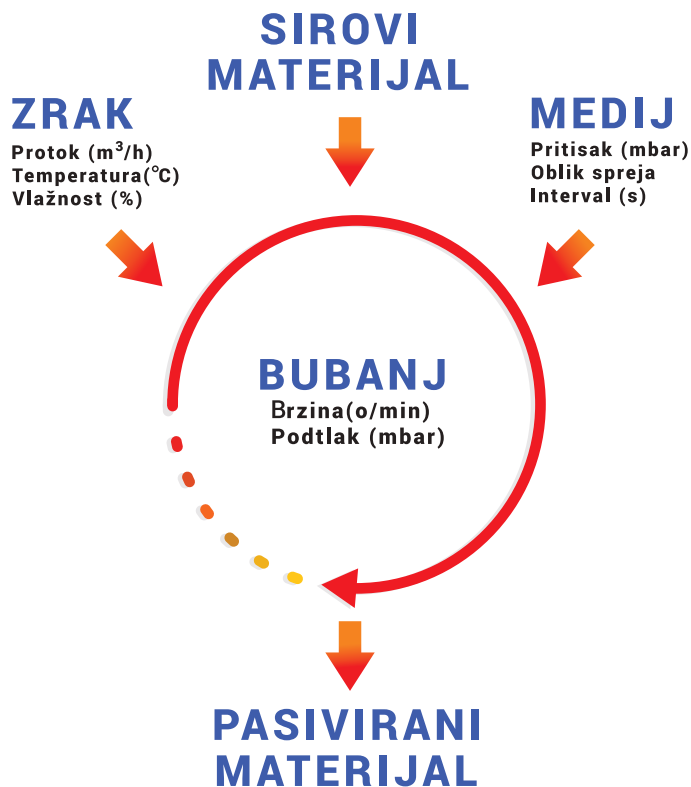 SIROVI
MATERIJAL
ZRAK
Protok (m³/h)
Temperatura(°C)
Vlažnost (%)
MEDIJ
Pritisak (mbar)
Oblik spreja
Interval (s)
BUBANJ
Brzina(o/min)
Podtlak (mbar)
PASIVIRANI
MATERIJAL